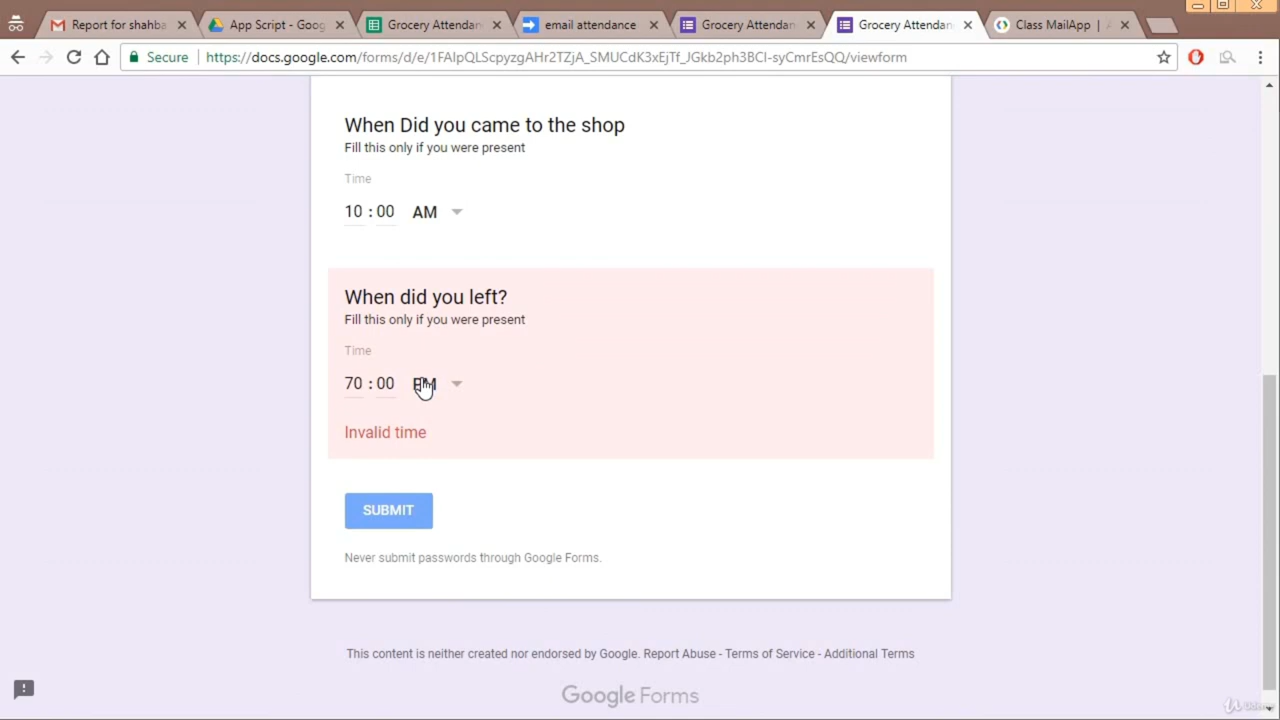 Report for shahba
App Script - Goog
Grocery Attendan
email attendance
Grocery Attendan
Grocery Attendan
Class MailApp |
Secure
https://docs.google.com/forms/d/e/1FAIpQLScpyzgAHr2TZjA_SMUCdK3xEjTf_JGkb2ph3BCI-syCmrEsQQ/viewform
When Did you came to the shop
Fill this only if you were present
Time
10 : 00 AM
When did you left?
Fill this only if you were present
Time
70 : 00
Invalid time
SUBMIT
Never submit passwords through Google Forms.
This content is neither created nor endorsed by Google. Report Abuse - Terms of Service - Additional Terms
Google Forms